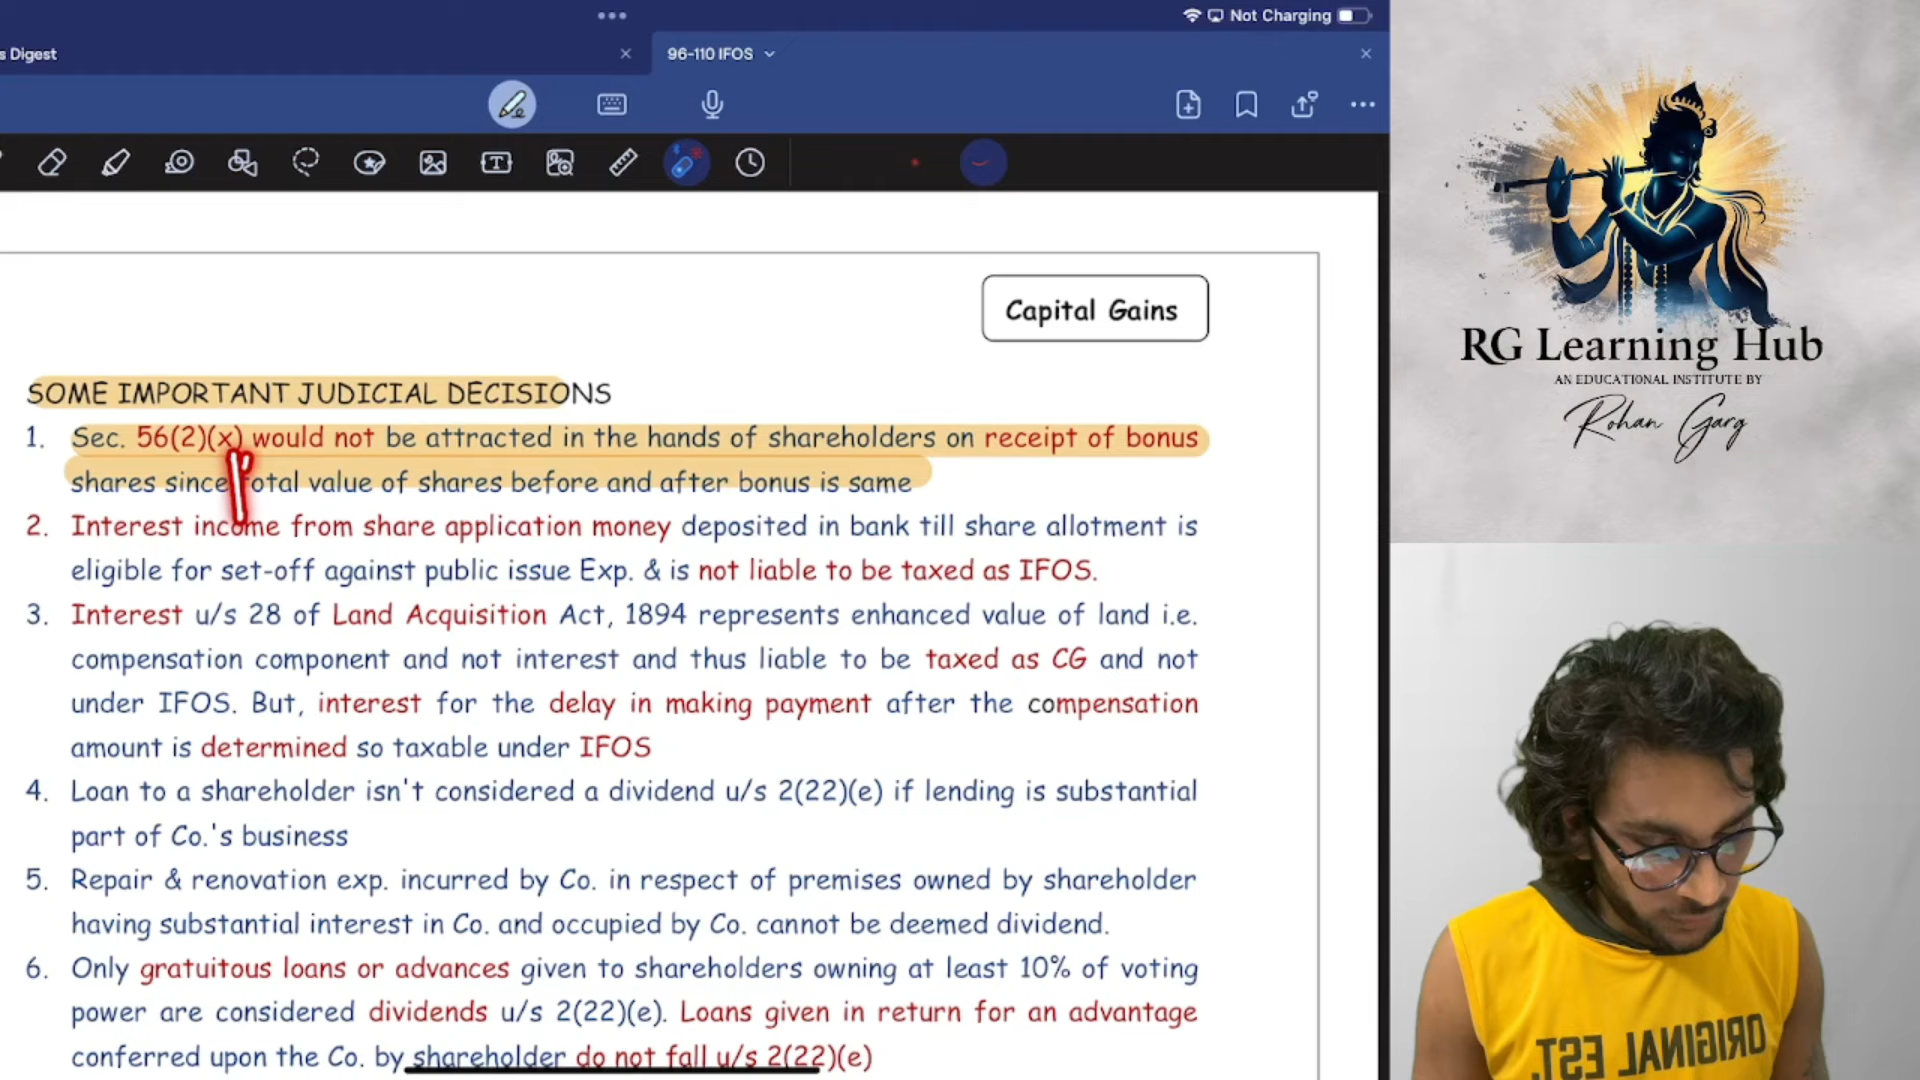 Not Charging
s Digest
96-110 IFOS
Capital Gains
RG Learning Hub
AN EDUCATIONAL INSTITUTE BY
Rohan Garg
SOME IMPORTANT JUDICIAL DECISIONS
1. Sec. 56(2)(x) would not be attracted in the hands of shareholders on receipt of bonus
shares since total value of shares before and after bonus is same
2. Interest income from share application money deposited in bank till share allotment is
eligible for set-off against public issue Exp. & is not liable to be taxed as IFOS.
3. Interest u/s 28 of Land Acquisition Act, 1894 represents enhanced value of land i.e.
compensation component and not interest and thus liable to be taxed as CG and not
under IFOS. But, interest for the delay in making payment after the compensation
amount is determined so taxable under IFOS
4. Loan to a shareholder isn't considered a dividend u/s 2(22)(e) if lending is substantial
part of Co.'s business
5. Repair & renovation exp. incurred by Co. in respect of premises owned by shareholder
having substantial interest in Co. and occupied by Co. cannot be deemed dividend.
6. Only gratuitous loans or advances given to shareholders owning at least 10% of voting
power are considered dividends u/s 2(22)(e). Loans given in return for an advantage
conferred upon the Co. by shareholder do not fall u/s 2(22)(e)
ORIGINAL EST.